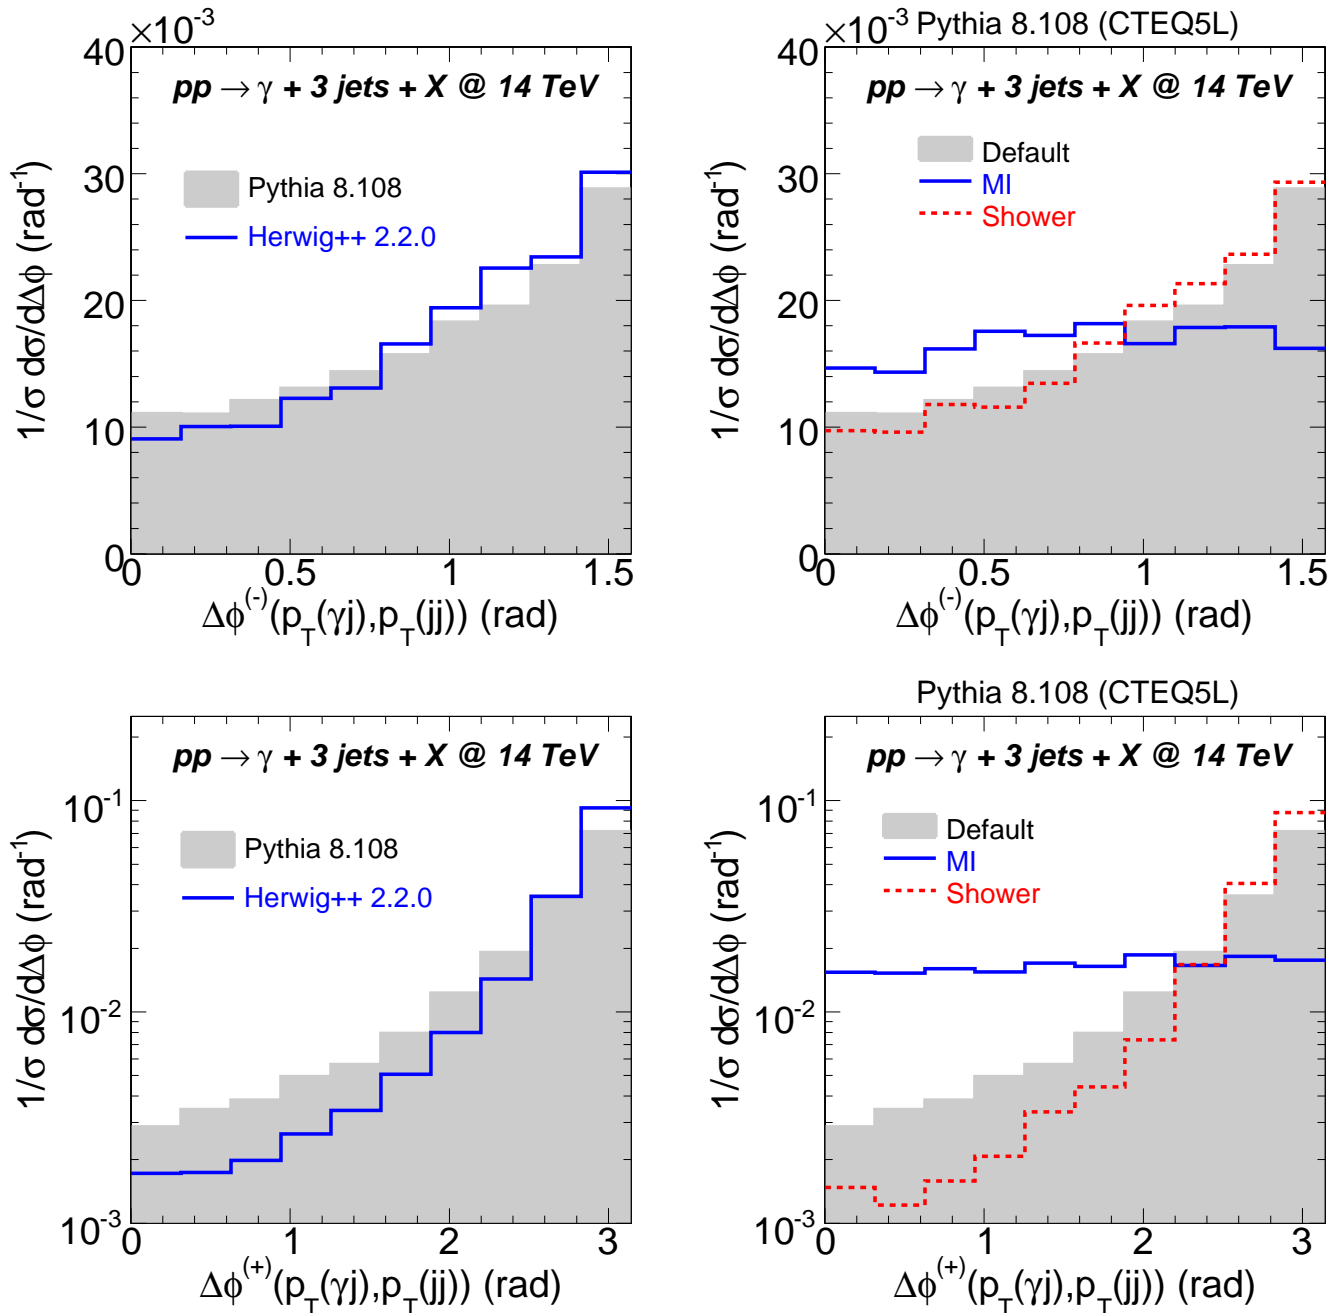 ×10⁻³
pp → γ + 3 jets + X @ 14 TeV
Pythia 8.108
Herwig++ 2.2.0
1/σ dσ/dΔϕ (rad⁻¹)
40
30
20
10
0
0 0.5 1 1.5
Δϕ⁽⁻⁾(p_T(γj),p_T(jj)) (rad)
×10⁻³ Pythia 8.108 (CTEQ5L)
pp → γ + 3 jets + X @ 14 TeV
Default
MI
Shower
1/σ dσ/dΔϕ (rad⁻¹)
40
30
20
10
0
0 0.5 1 1.5
Δϕ⁽⁻⁾(p_T(γj),p_T(jj)) (rad)
pp → γ + 3 jets + X @ 14 TeV
Pythia 8.108
Herwig++ 2.2.0
1/σ dσ/dΔϕ (rad⁻¹)
10⁻¹
10⁻²
10⁻³
0 1 2 3
Δϕ⁽⁺⁾(p_T(γj),p_T(jj)) (rad)
Pythia 8.108 (CTEQ5L)
pp → γ + 3 jets + X @ 14 TeV
Default
MI
Shower
1/σ dσ/dΔϕ (rad⁻¹)
10⁻¹
10⁻²
10⁻³
0 1 2 3
Δϕ⁽⁺⁾(p_T(γj),p_T(jj)) (rad)